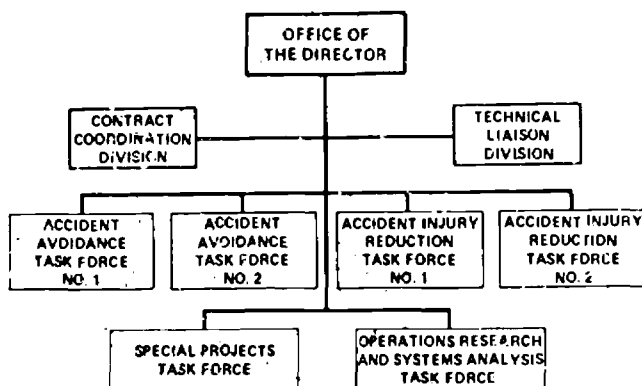 OFFICE OF
THE DIRECTOR
CONTRACT
COORDINATION
DIVISION
TECHNICAL
LIAISON
DIVISION
ACCIDENT
AVOIDANCE
TASK FORCE
NO. 1
ACCIDENT
AVOIDANCE
TASK FORCE
NO. 2
ACCIDENT INJURY
REDUCTION
TASK FORCE
NO. 1
ACCIDENT INJURY
REDUCTION
TASK FORCE
NO. 2
SPECIAL PROJECTS
TASK FORCE
OPERATIONS RESEARCH
AND SYSTEMS ANALYSIS
TASK FORCE